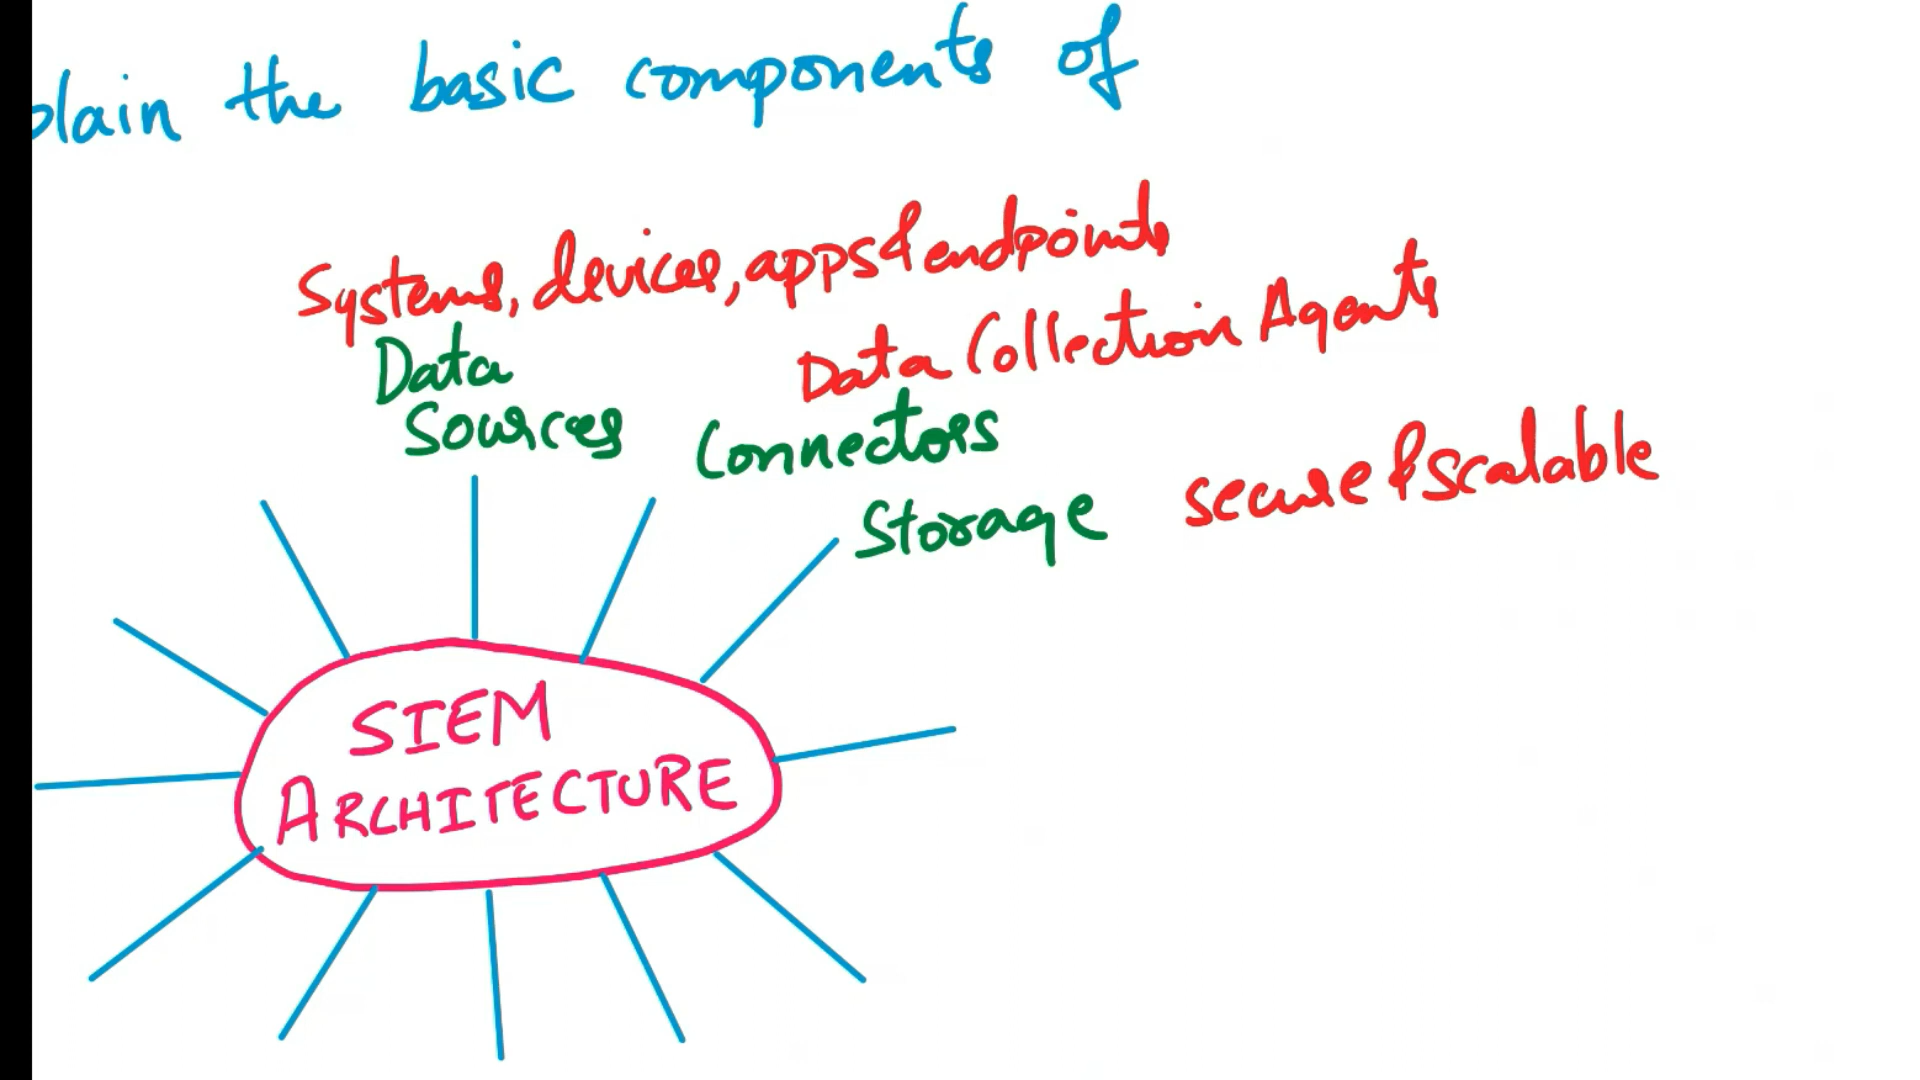 plain the basic components of
Systems, devices, apps & endpoints
Data Collection Agents
Data
Sources
Connectors
Storage
secure & scalable
SIEM
ARCHITECTURE